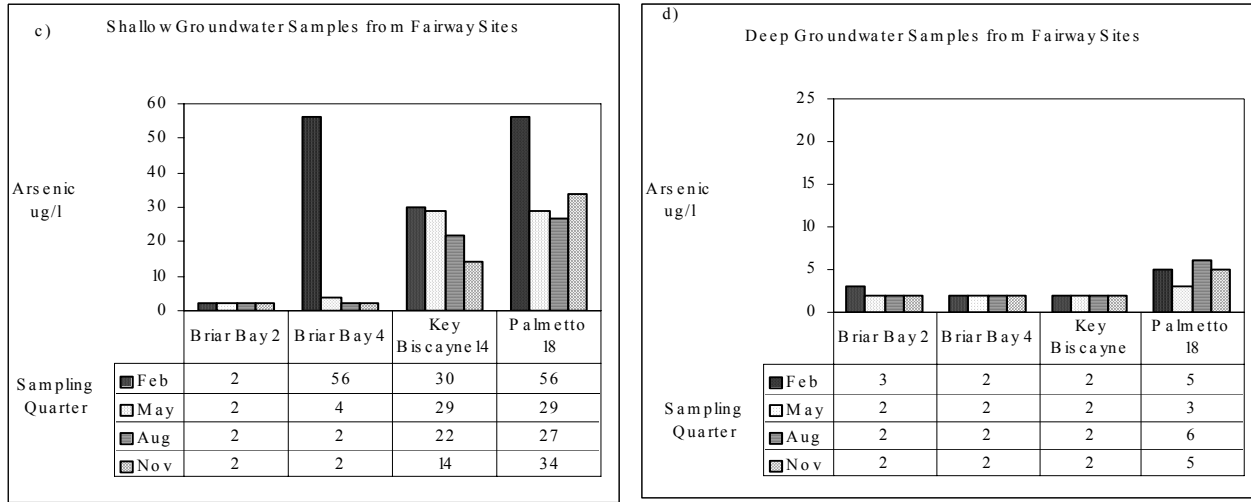 c) Shallow Groundwater Samples from Fairway Sites
60
50
40
30
20
10
0
Arsenic
ug/l
Briar Bay 2 Briar Bay 4 Key Biscayne 14 Palmetto 18
Sampling
Quarter
Feb 2 56 30 56
May 2 4 29 29
Aug 2 2 22 27
Nov 2 2 14 34
d)
Deep Groundwater Samples from Fairway Sites
25
20
15
10
5
0
Arsenic
ug/l
Briar Bay 2 Briar Bay 4 Key Biscayne Palmetto 18
Sampling
Quarter
Feb 3 2 2 5
May 2 2 2 3
Aug 2 2 2 6
Nov 2 2 2 5